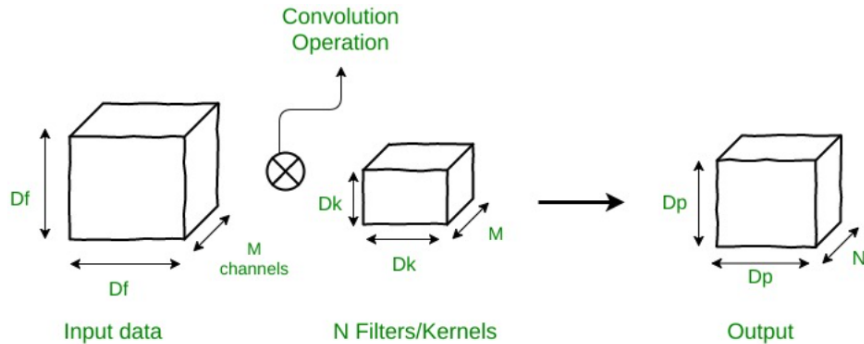 Convolution
Operation
Df
M
channels
Df
Input data
Dk
M
Dk
N Filters/Kernels
Dp
N
Dp
Output